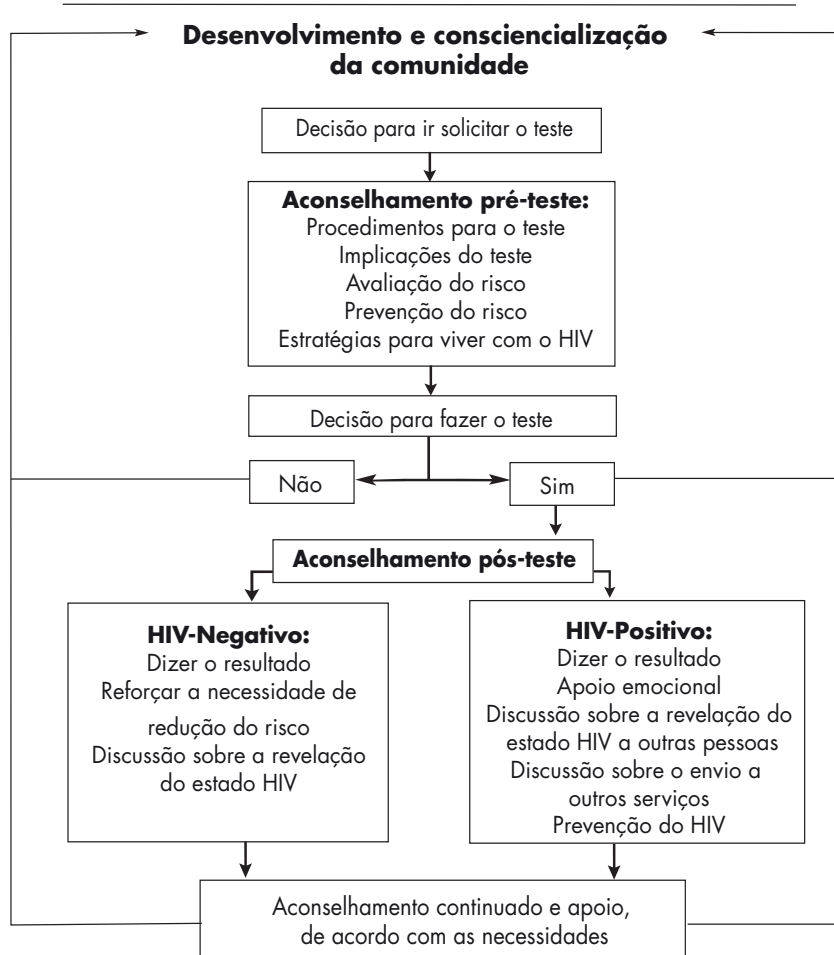 Desenvolvimento e consciencialização
da comunidade
Decisão para ir solicitar o teste
Aconselhamento pré-teste:
Procedimentos para o teste
Implicações do teste
Avaliação do risco
Prevenção do risco
Estratégias para viver com o HIV
Decisão para fazer o teste
Não
Sim
Aconselhamento pós-teste
HIV-Negativo:
Dizer o resultado
Reforçar a necessidade de
redução do risco
Discussão sobre a revelação
do estado HIV
HIV-Positivo:
Dizer o resultado
Apoio emocional
Discussão sobre a revelação do
estado HIV a outras pessoas
Discussão sobre o envio a
outros serviços
Prevenção do HIV
Aconselhamento continuado e apoio,
de acordo com as necessidades